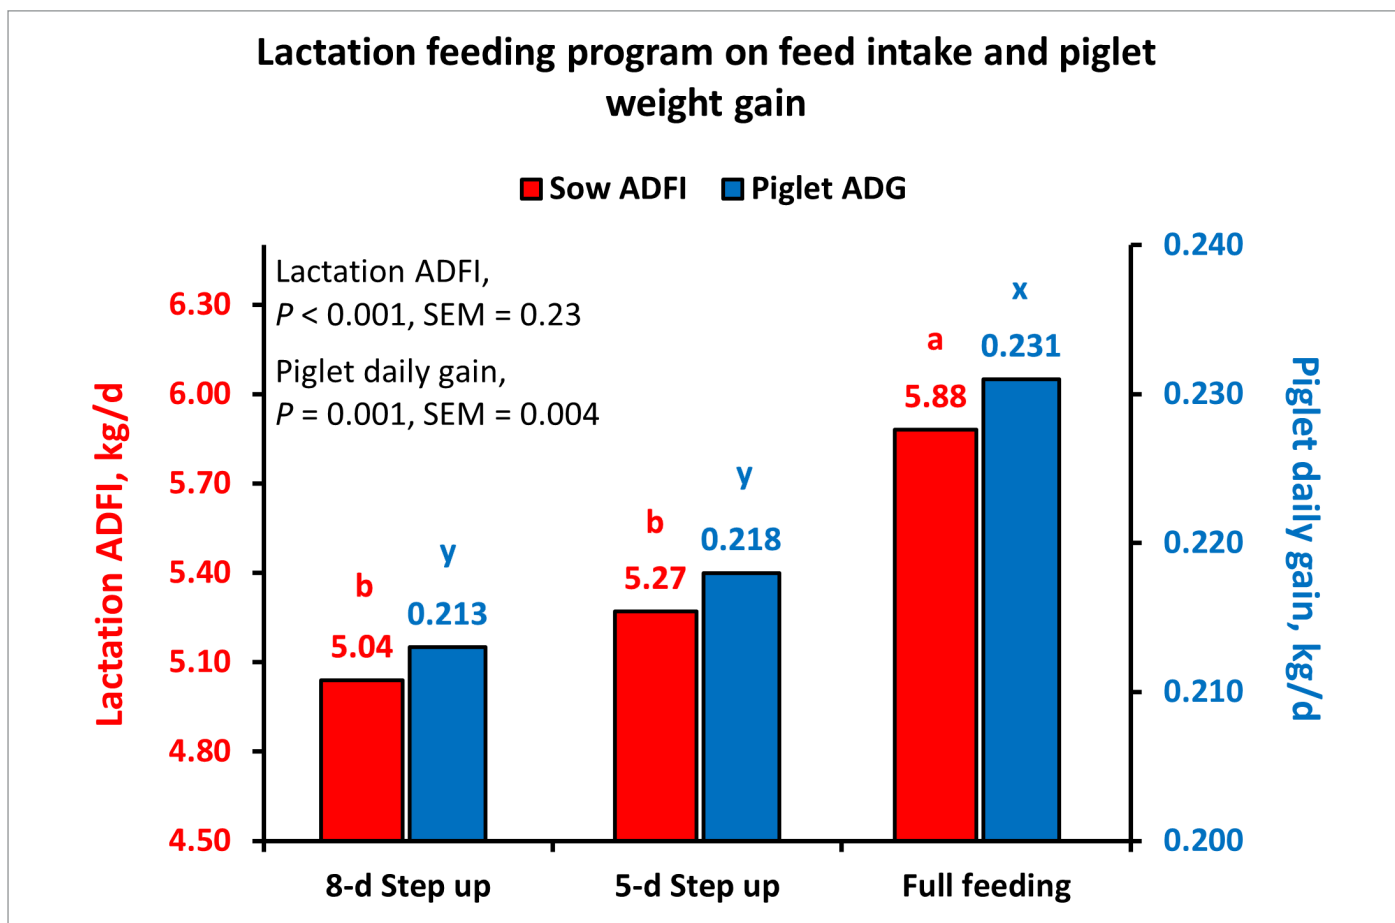 Lactation feeding program on feed intake and piglet
weight gain
Sow ADFI Piglet ADG
Lactation ADFI,
P < 0.001, SEM = 0.23
Piglet daily gain,
P = 0.001, SEM = 0.004
Lactation ADFI, kg/d
6.30
6.00
5.70
5.40
5.10
4.80
4.50
b
5.04
y
0.213
b
5.27
y
0.218
a
5.88
x
0.231
0.240
0.230
0.220
0.210
0.200
Piglet daily gain, kg/d
8-d Step up 5-d Step up Full feeding